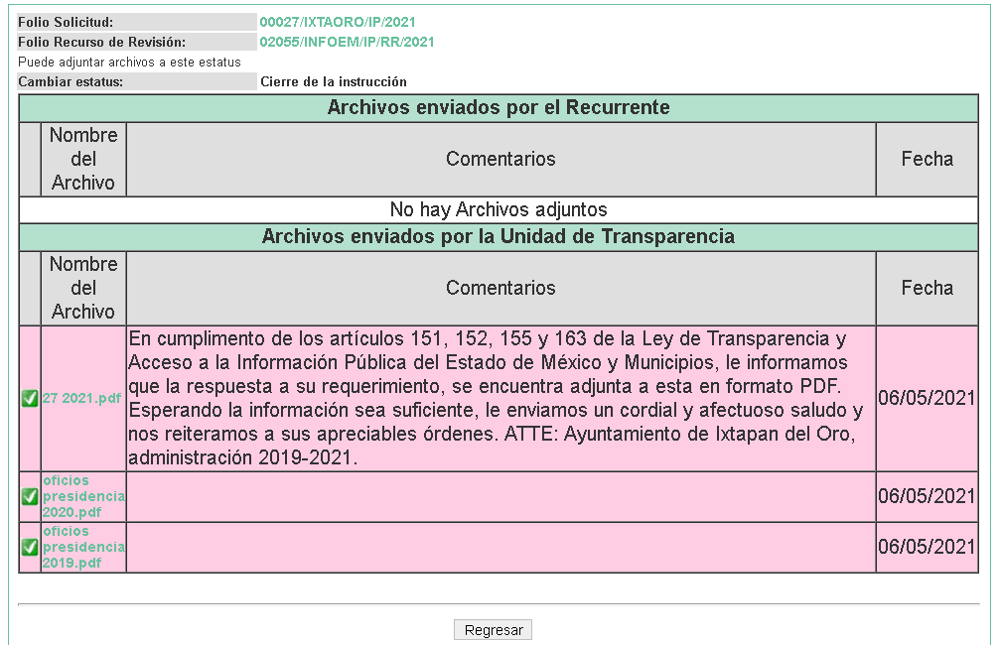 Folio Solicitud: 00027/IXTAORO/IP/2021
Folio Recurso de Revisión: 02055/INFOEM/IP/RR/2021
Puede adjuntar archivos a este estatus
Cambiar estatus: Cierre de la instrucción
Archivos enviados por el Recurrente
Nombre del Archivo Comentarios Fecha
No hay Archivos adjuntos
Archivos enviados por la Unidad de Transparencia
Nombre del Archivo Comentarios Fecha
27 2021.pdf
En cumplimento de los artículos 151, 152, 155 y 163 de la Ley de Transparencia y
Acceso a la Información Pública del Estado de México y Municipios, le informamos
que la respuesta a su requerimiento, se encuentra adjunta a esta en formato PDF.
Esperando la información sea suficiente, le enviamos un cordial y afectuoso saludo y
nos reiteramos a sus apreciables órdenes. ATTE: Ayuntamiento de Ixtapan del Oro,
administración 2019-2021.
06/05/2021
oficios
presidencia
2020.pdf
06/05/2021
oficios
presidencia
2019.pdf
06/05/2021
Regresar